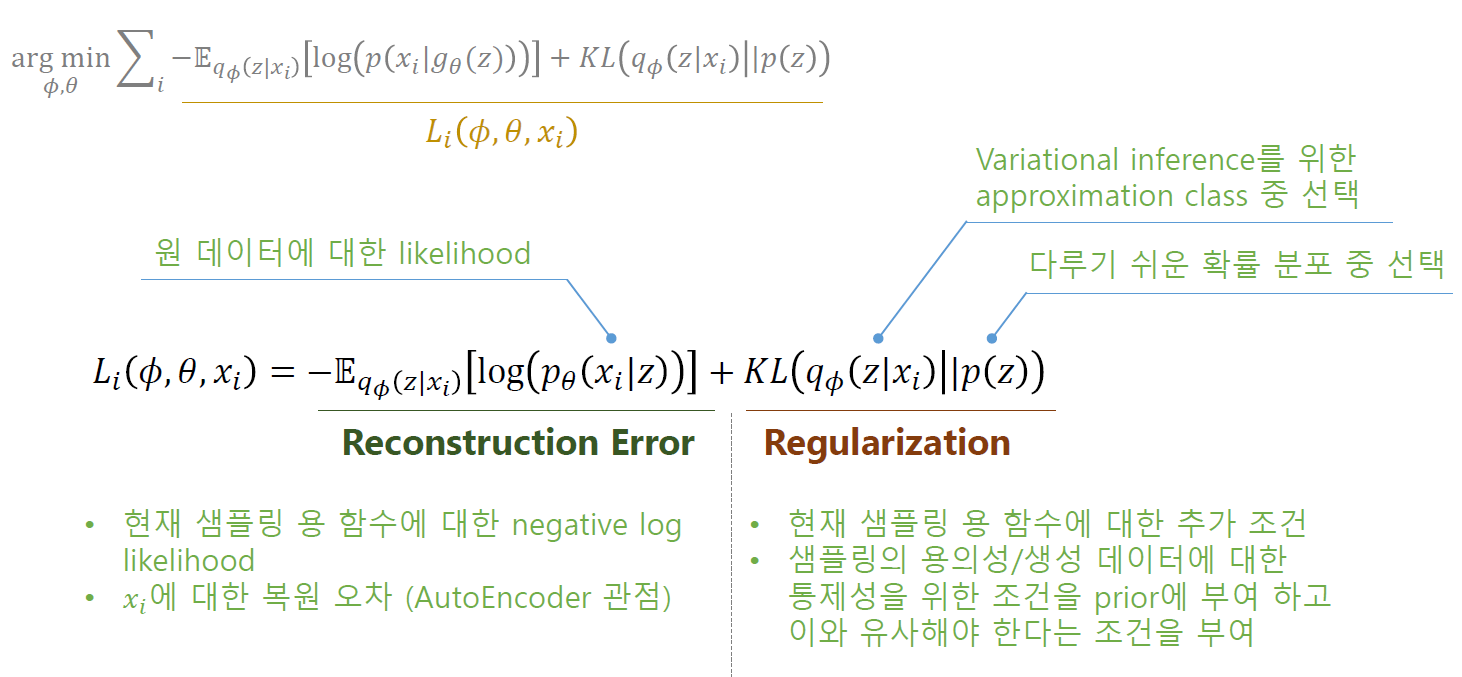 arg min ∑ᵢ −𝔼_{qϕ(z|xᵢ)}[log(p(xᵢ|g_θ(z)))] + KL(qϕ(z|xᵢ)||p(z))
ϕ,θ
Lᵢ(ϕ, θ, xᵢ)
Variational inference를 위한
approximation class 중 선택
원 데이터에 대한 likelihood
다루기 쉬운 확률 분포 중 선택
Lᵢ(ϕ, θ, xᵢ) = −𝔼_{qϕ(z|xᵢ)}[log(p_θ(xᵢ|z))] + KL(qϕ(z|xᵢ)||p(z))
Reconstruction Error
Regularization
• 현재 샘플링 용 함수에 대한 negative log
likelihood
• xᵢ에 대한 복원 오차 (AutoEncoder 관점)
• 현재 샘플링 용 함수에 대한 추가 조건
• 샘플링의 용의성/생성 데이터에 대한
통제성을 위한 조건을 prior에 부여 하고
이와 유사해야 한다는 조건을 부여